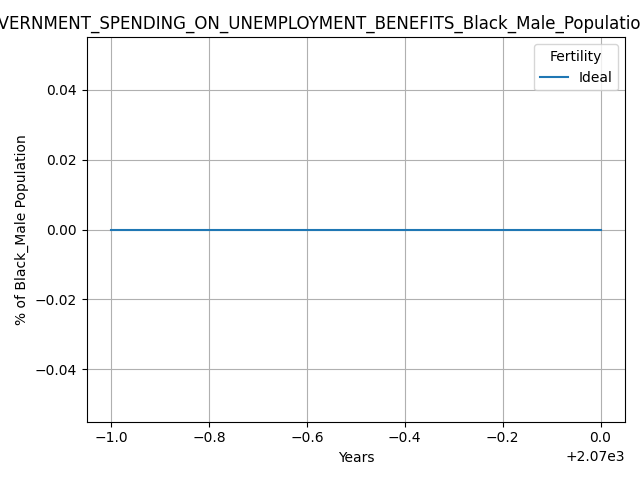 VERNMENT_SPENDING_ON_UNEMPLOYMENT_BENEFITS_Black_Male_Populatio
Fertility
Ideal
0.04
0.02
0.00
−0.02
−0.04
% of Black_Male Population
−1.0 −0.8 −0.6 −0.4 −0.2 0.0
Years
+2.07e3